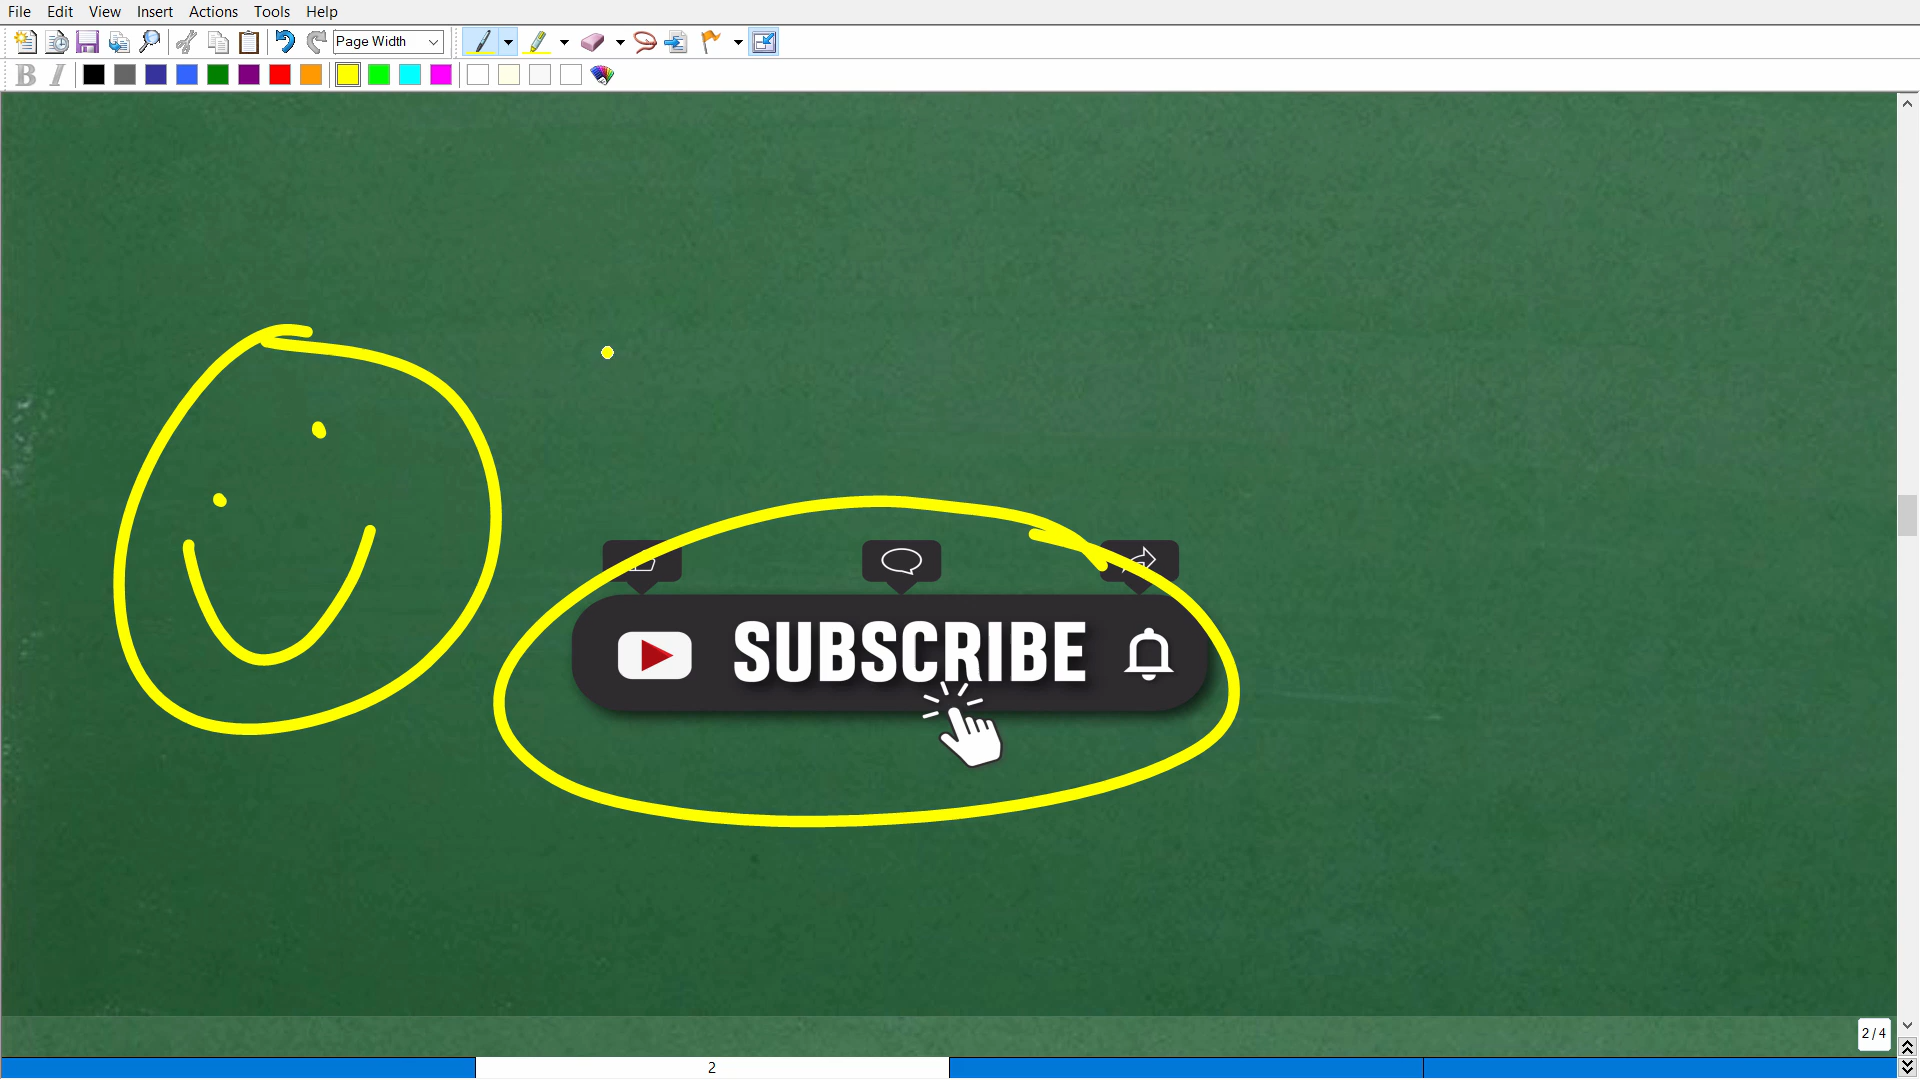 File Edit View Insert Actions Tools Help
Page Width
B I
SUBSCRIBE
2 / 4
2